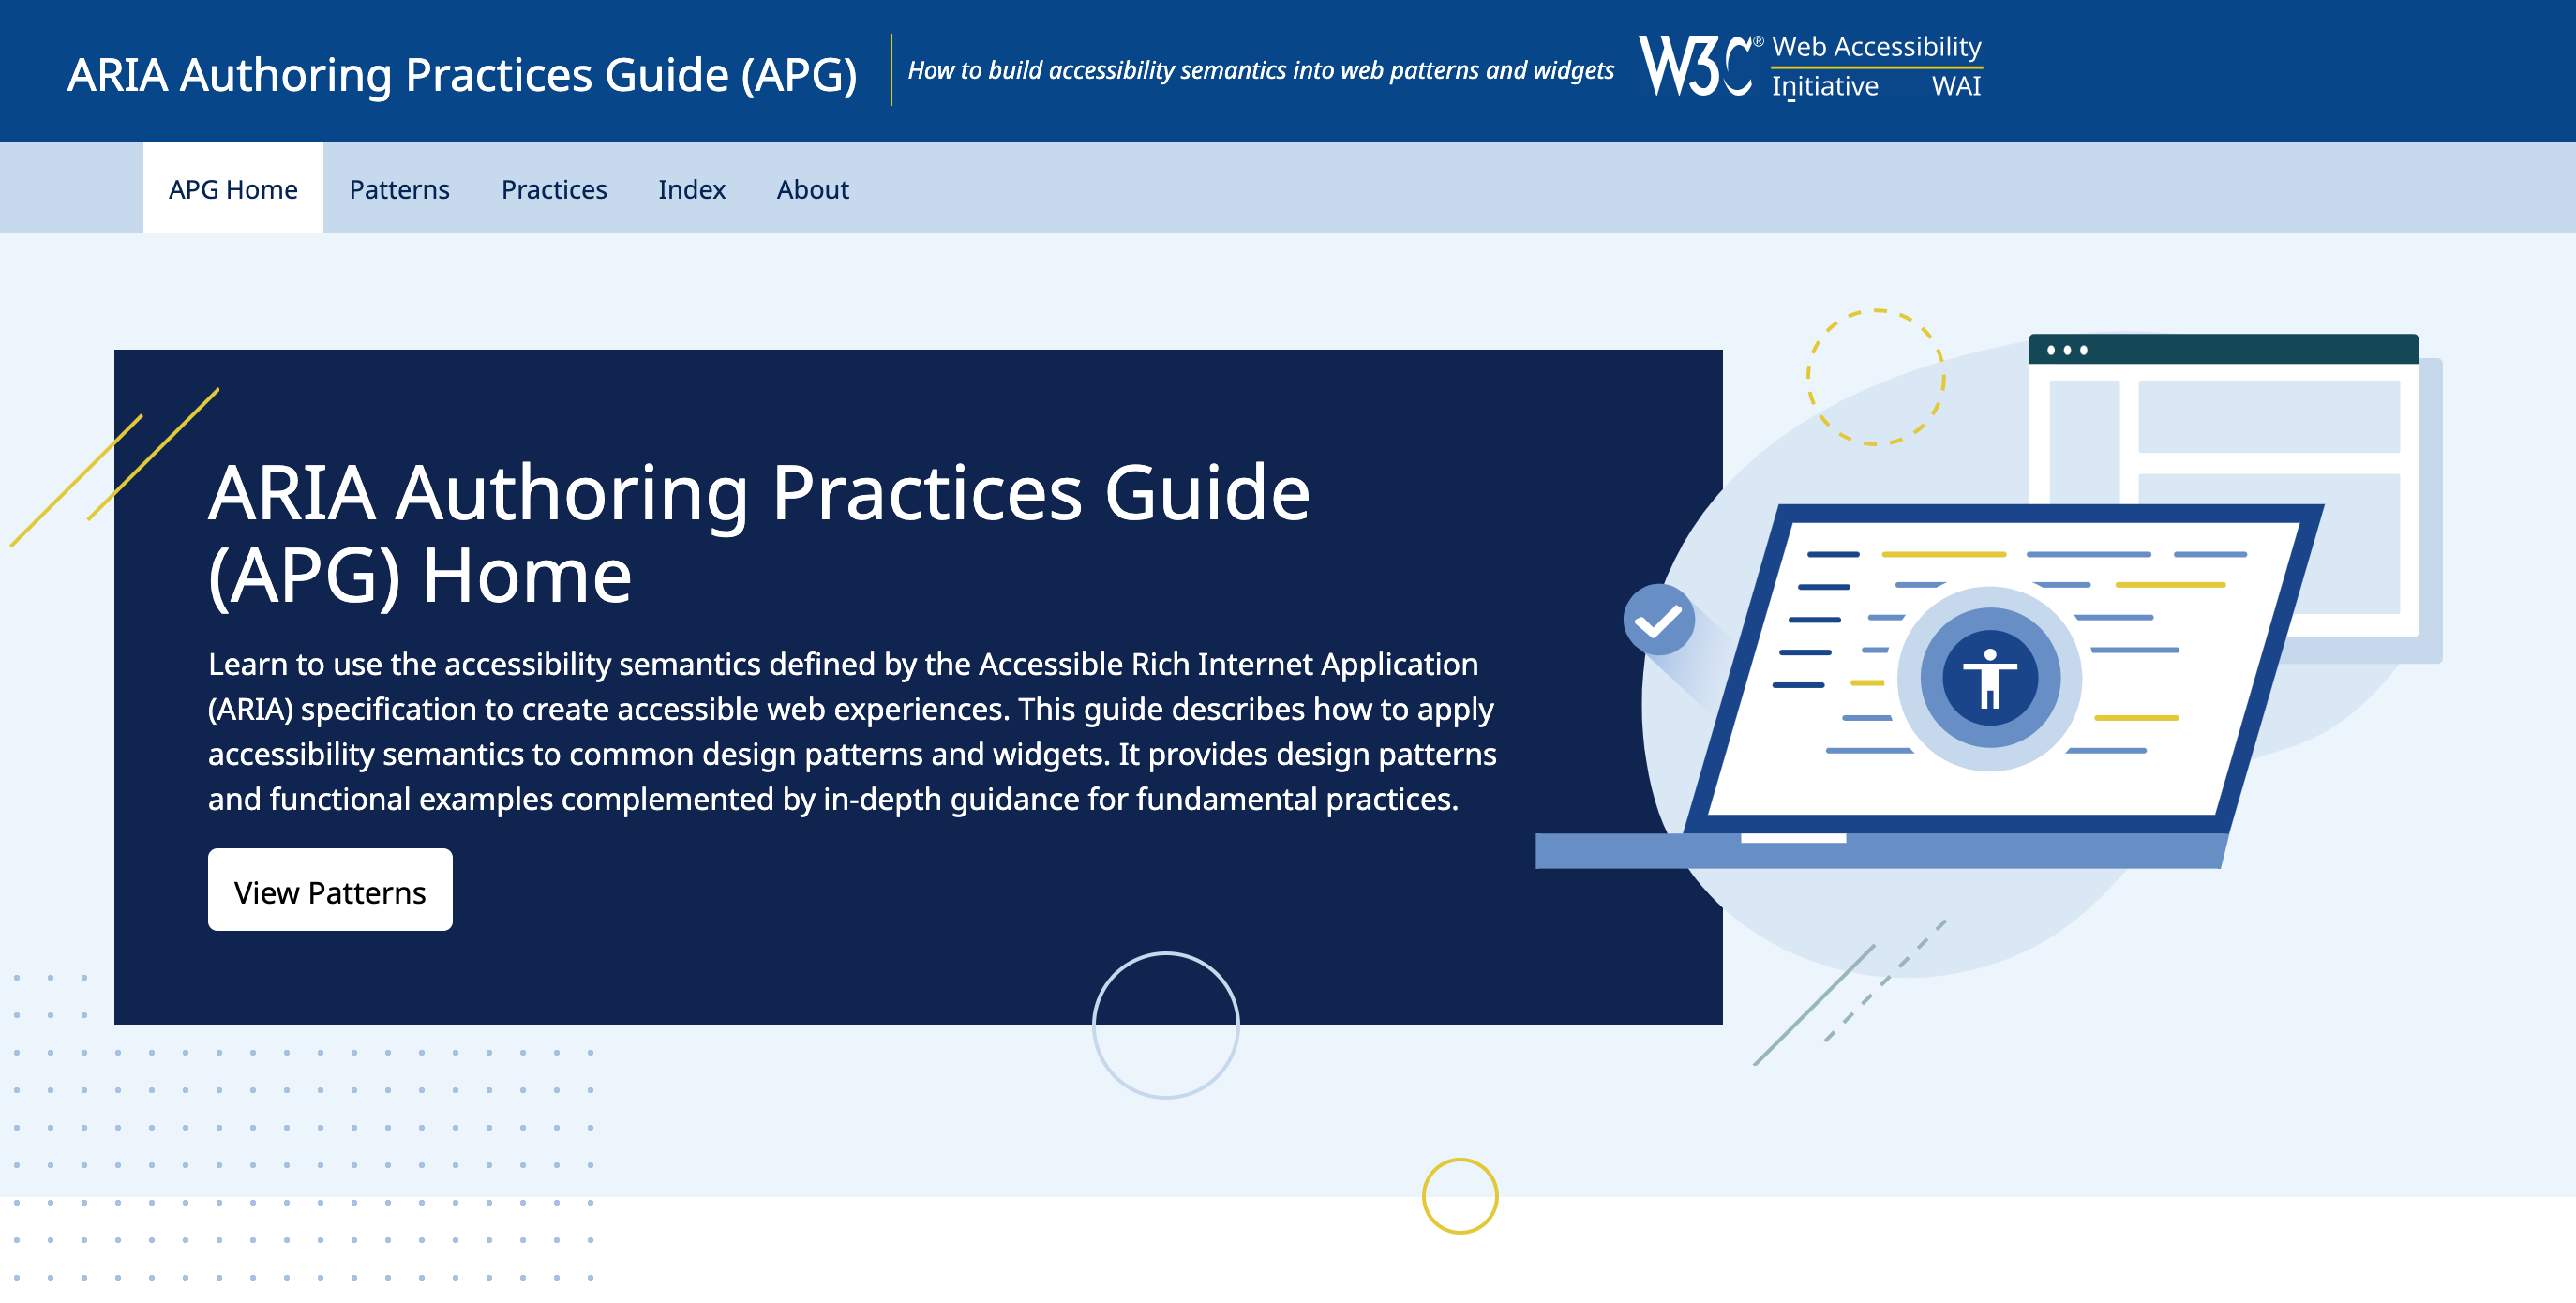 ARIA Authoring Practices Guide (APG)
How to build accessibility semantics into web patterns and widgets
W3C® Web Accessibility
Initiative WAI
APG Home
Patterns
Practices
Index
About
ARIA Authoring Practices Guide
(APG) Home
Learn to use the accessibility semantics defined by the Accessible Rich Internet Application
(ARIA) specification to create accessible web experiences. This guide describes how to apply
accessibility semantics to common design patterns and widgets. It provides design patterns
and functional examples complemented by in-depth guidance for fundamental practices.
View Patterns